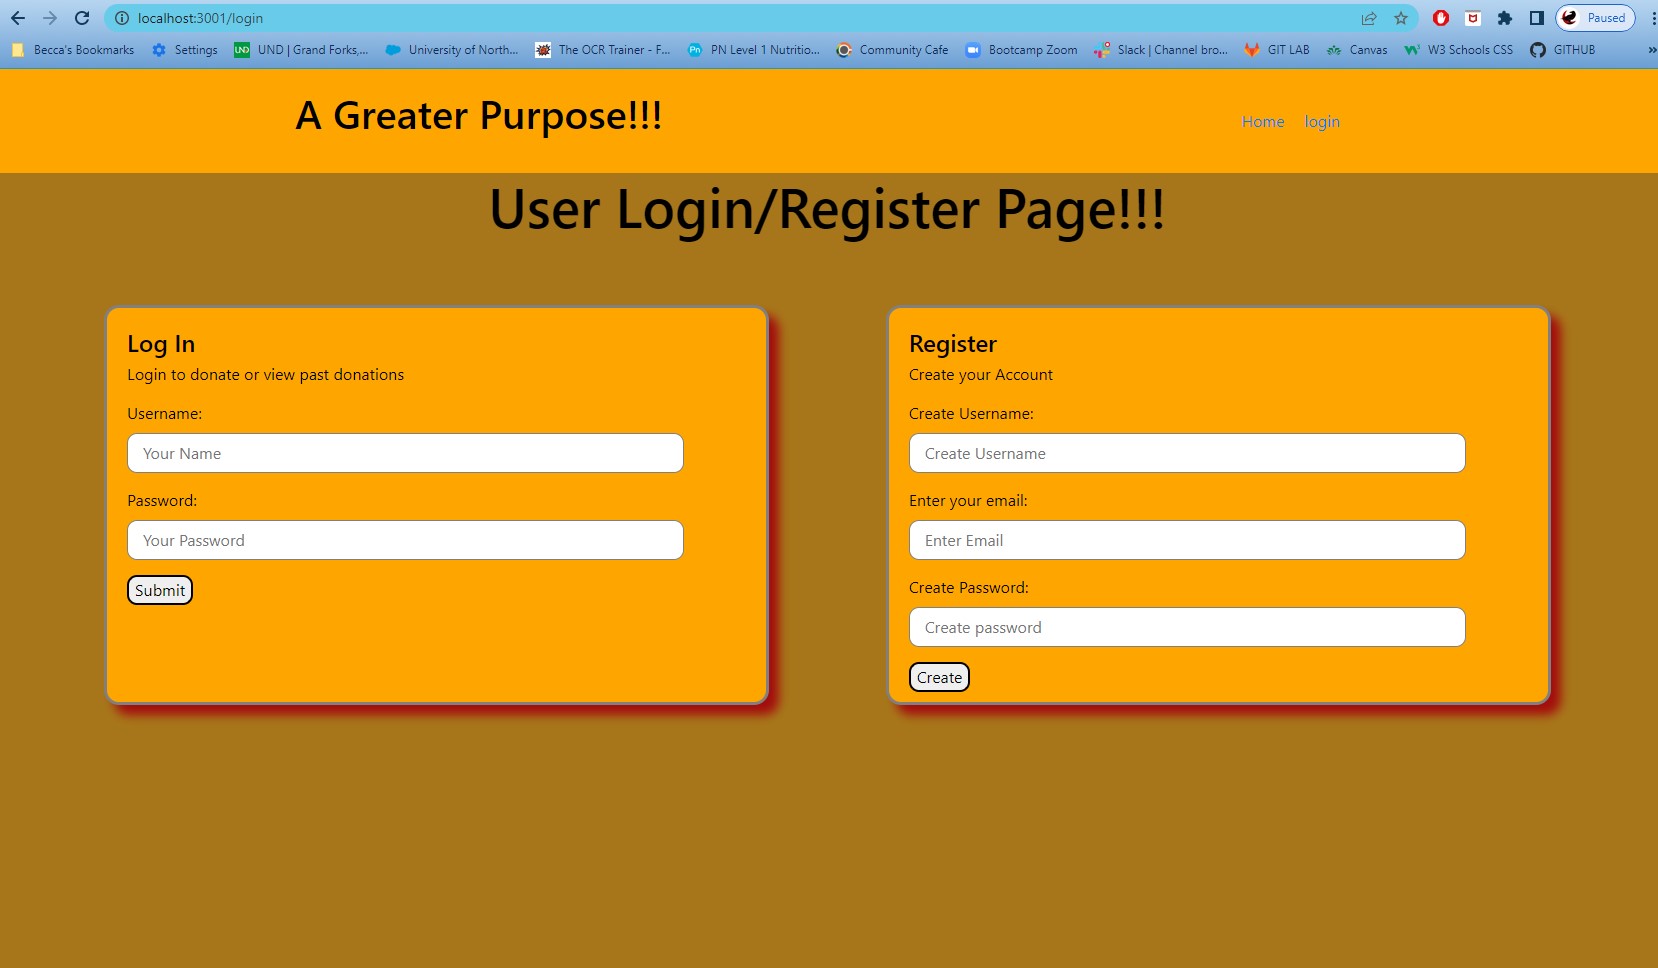 localhost:3001/login
Paused
Becca's Bookmarks Settings UND | Grand Forks,... University of North... The OCR Trainer - F... PN Level 1 Nutritio... Community Cafe Bootcamp Zoom Slack | Channel bro... GIT LAB Canvas W3 Schools CSS GITHUB »
A Greater Purpose!!!
Home login
User Login/Register Page!!!
Log In
Login to donate or view past donations
Username:
Your Name
Password:
Your Password
Submit
Register
Create your Account
Create Username:
Create Username
Enter your email:
Enter Email
Create Password:
Create password
Create